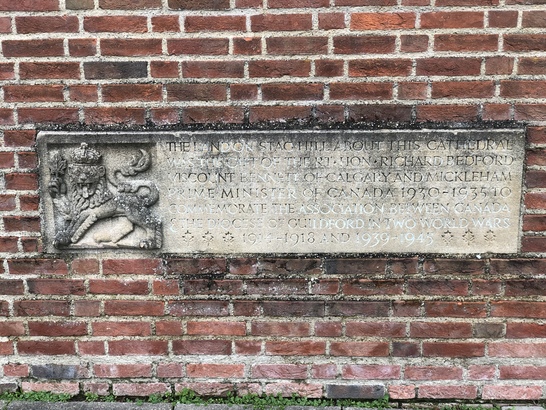 THE LAND ON STAG HILL ABOUT THIS CATHEDRAL
WAS THE GIFT OF THE RT·HON·RICHARD BEDFORD
VISCOUNT BENNETT OF CALGARY AND MICKLEHAM
PRIME MINISTER OF CANADA 1930-1935 TO
COMMEMORATE THE ASSOCIATION BETWEEN CANADA
& THE DIOCESE OF GUILDFORD IN TWO WORLD WARS
1914-1918 AND 1939-1945